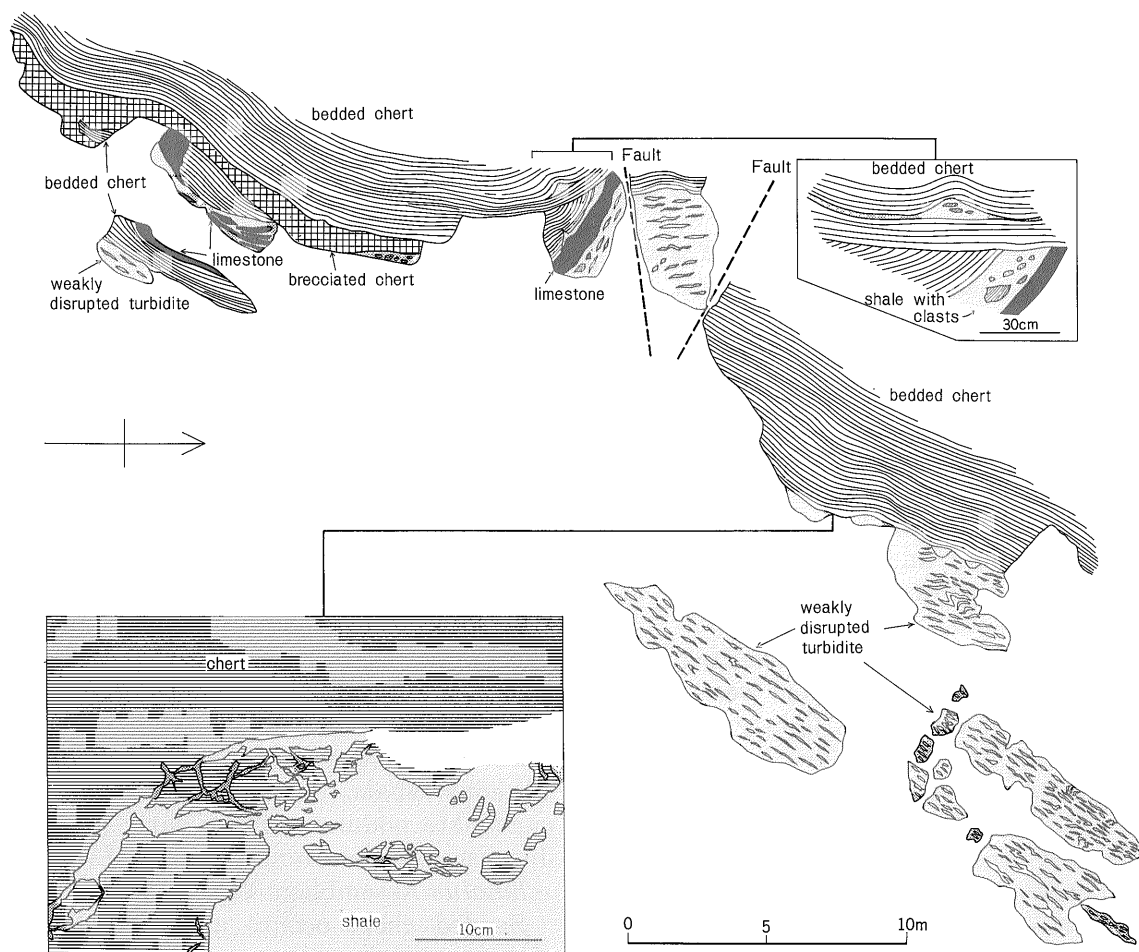 bedded chert
Fault
Fault
bedded chert
bedded chert
limestone
weakly
disrupted turbidite
brecciated chert
limestone
shale with
clasts
30cm
bedded chert
weakly
disrupted
turbidite
chert
shale
10cm
0 5 10m